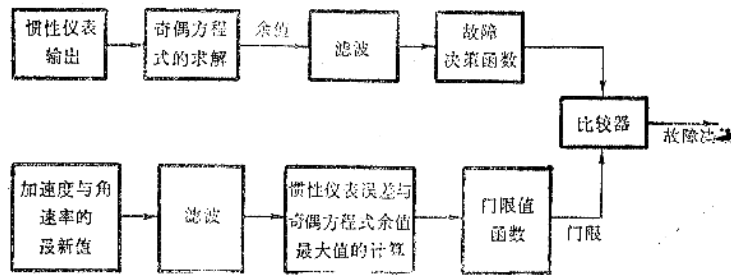 惯性仪表
输出
奇偶方程
式的求解
余值
滤波
故障
决策函数
比较器
故障决
加速度与角
速率的
最新值
滤波
惯性仪表误差与
奇偶方程式余值
最大值的计算
门限值
函数
门限